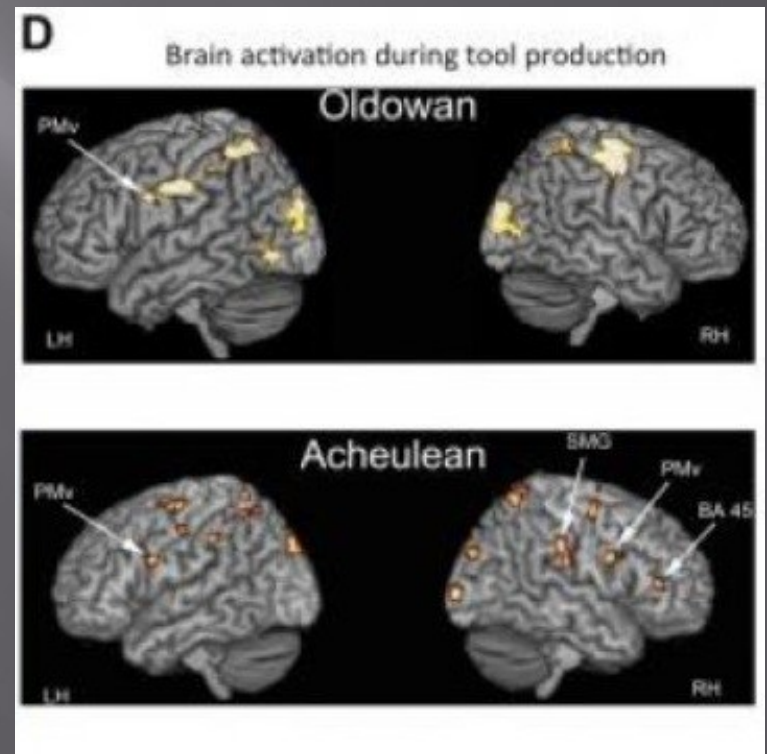 D
Brain activation during tool production
Oldowan
PMv
LH
RH
Acheulean
SMG
PMv
PMv
BA 45
LH
RH